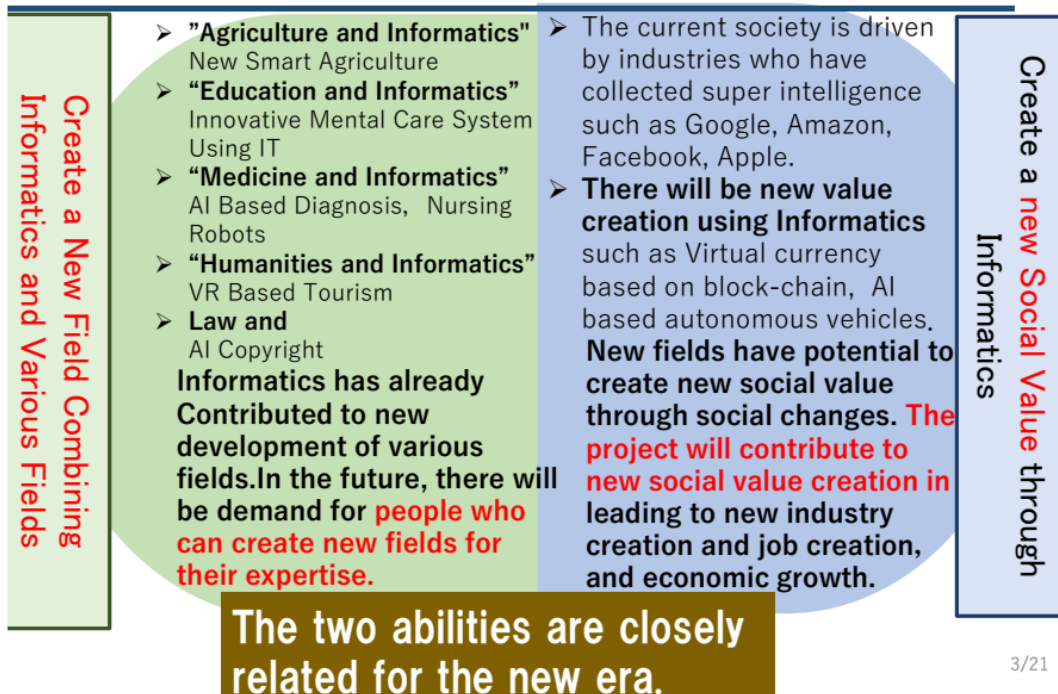 Create a New Field Combining
Informatics and Various Fields
➢ "Agriculture and Informatics"
New Smart Agriculture
➢ “Education and Informatics”
Innovative Mental Care System
Using IT
➢ “Medicine and Informatics”
AI Based Diagnosis, Nursing
Robots
➢ “Humanities and Informatics”
VR Based Tourism
➢ Law and
AI Copyright
Informatics has already
Contributed to new
development of various
fields.In the future, there will
be demand for people who
can create new fields for
their expertise.
➢ The current society is driven
by industries who have
collected super intelligence
such as Google, Amazon,
Facebook, Apple.
➢ There will be new value
creation using Informatics
such as Virtual currency
based on block-chain, AI
based autonomous vehicles.
New fields have potential to
create new social value
through social changes. The
project will contribute to
new social value creation in
leading to new industry
creation and job creation,
and economic growth.
Create a new Social Value through
Informatics
The two abilities are closely
related for the new era.
3/21